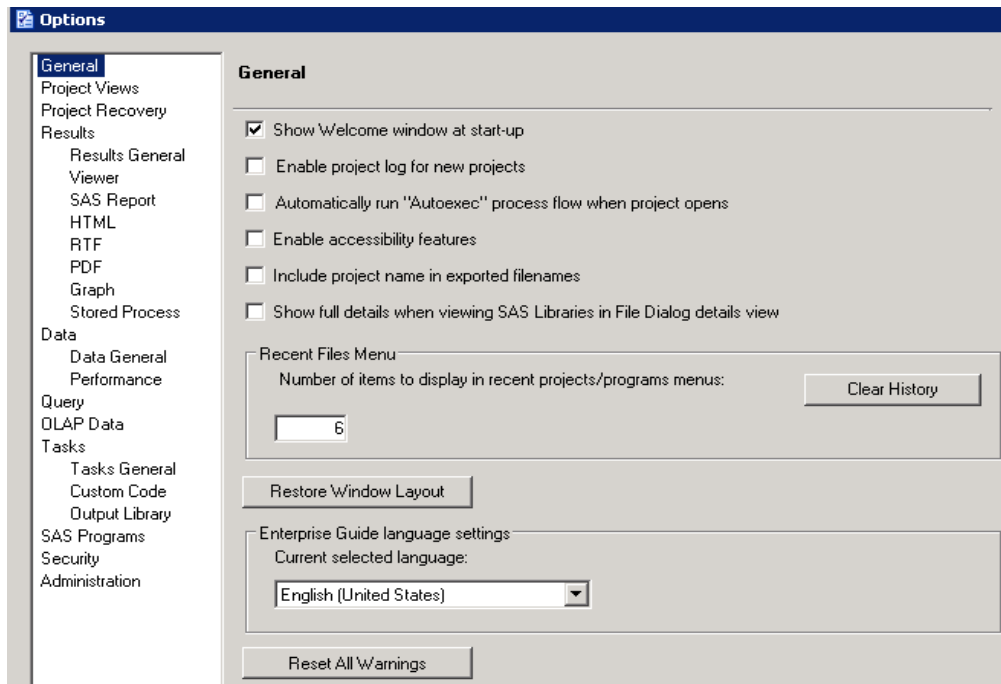 Options
General
Project Views
Project Recovery
Results
Results General
Viewer
SAS Report
HTML
RTF
PDF
Graph
Stored Process
Data
Data General
Performance
Query
OLAP Data
Tasks
Tasks General
Custom Code
Output Library
SAS Programs
Security
Administration
General
Show Welcome window at start-up
Enable project log for new projects
Automatically run "Autoexec" process flow when project opens
Enable accessibility features
Include project name in exported filenames
Show full details when viewing SAS Libraries in File Dialog details view
Recent Files Menu
Number of items to display in recent projects/programs menus:
Clear History
6
Restore Window Layout
Enterprise Guide language settings
Current selected language:
English (United States)
Reset All Warnings